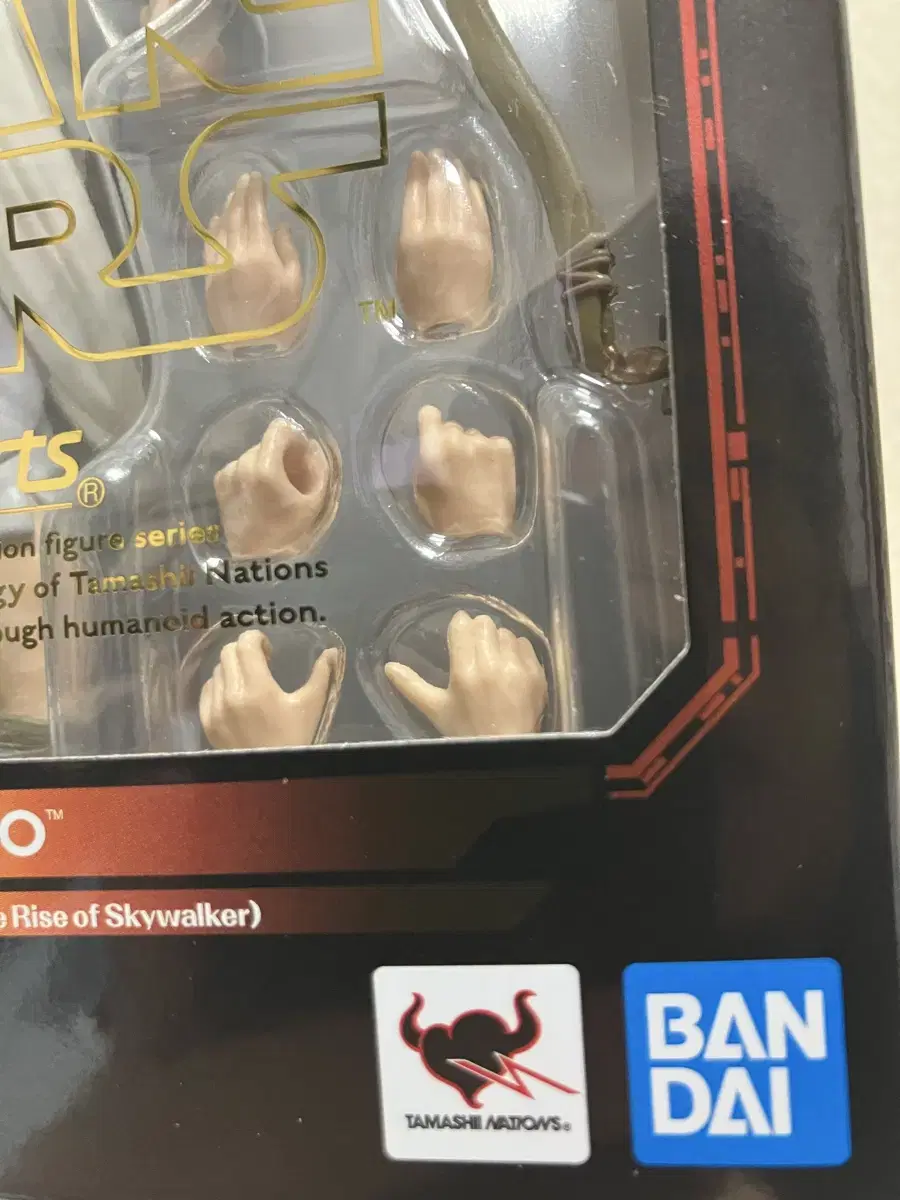 RS
™
rts®
ion figure series
gy of Tamashii Nations
ough humanoid action.
O™
e Rise of Skywalker)
TAMASHII NATIONS®
BAN
DAI